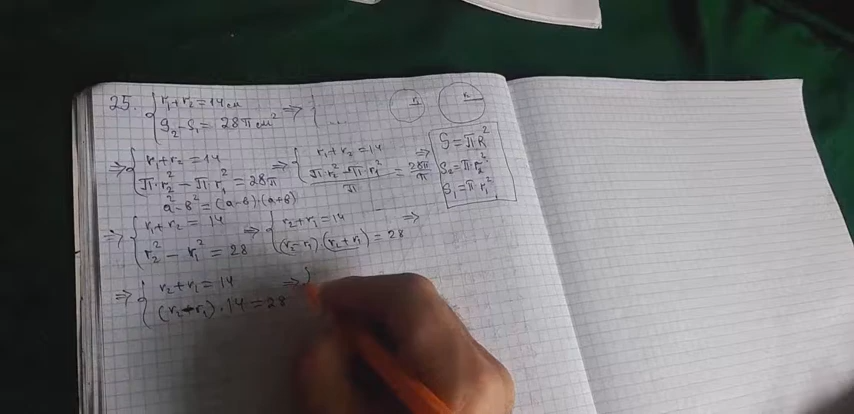 25. { r₁+r₂ = 14 см ⇒ { r₁ r₂
S₂-S₁ = 28π см² ...
⇒ { r₁+r₂ = 14 ⇒ { r₁+r₂ = 14 ⇒ S = πR²
π·r₂² - π·r₁² = 28π (π·r₂² - π·r₁²)/π = 28π/π S₂ = π·r₂²
a²-b² = (a-b)·(a+b) S₁ = π·r₁²
⇒ { r₁+r₂ = 14 ⇒ { r₂+r₁ = 14 ⇒
r₂² - r₁² = 28 (r₂-r₁)·(r₂+r₁) = 28
⇒ { r₂+r₁ = 14 ⇒ {
(r₂-r₁)·14 = 28